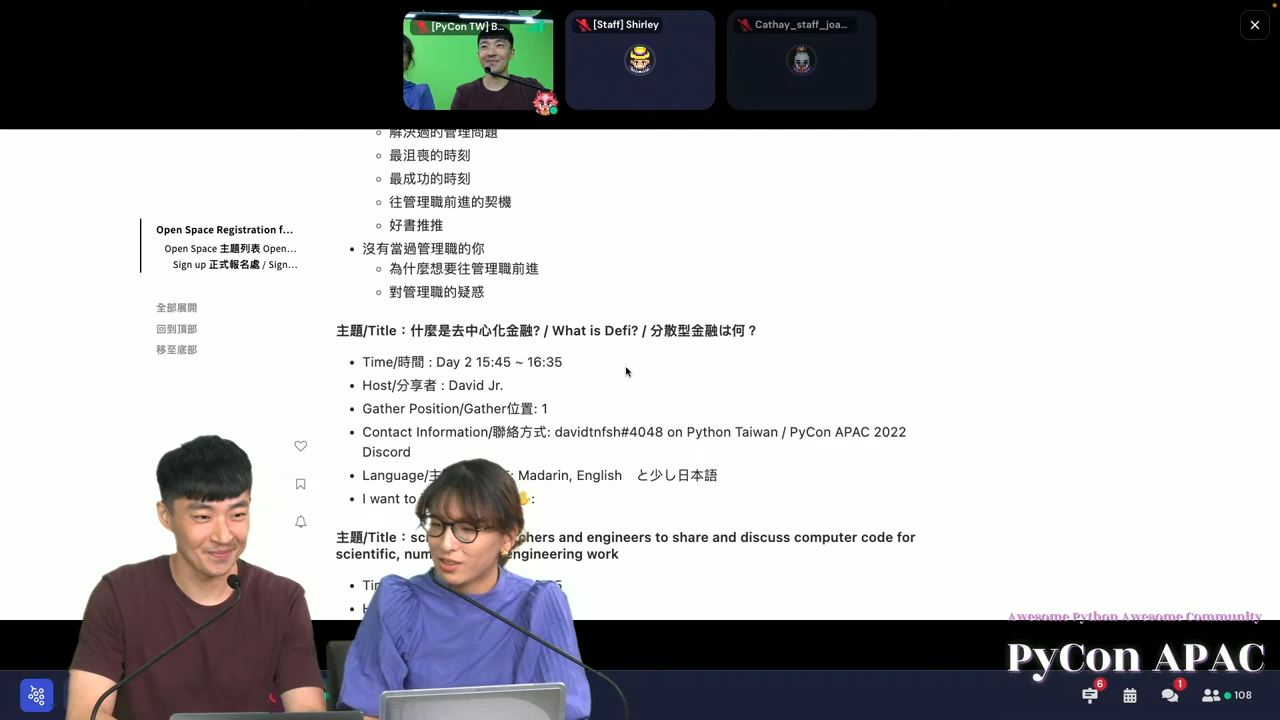 [PyCon TW] B...
[Staff] Shirley
Cathay_staff_joa...
解決過的管理問題
最沮喪的時刻
最成功的時刻
往管理職前進的契機
好書推推
沒有當過管理職的你
為什麼想要往管理職前進
對管理職的疑惑
Open Space Registration f...
Open Space 主題列表 Open...
Sign up 正式報名處 / Sign...
全部展開
回到頂部
移至底部
主題/Title：什麼是去中心化金融? / What is Defi? / 分散型金融は何？
Time/時間 : Day 2 15:45 ~ 16:35
Host/分享者 : David Jr.
Gather Position/Gather位置: 1
Contact Information/聯絡方式: davidtnfsh#4048 on Python Taiwan / PyCon APAC 2022
Discord
Language/ Madarin, English と少し日本語
I want to
主題/Title： and engineers to share and discuss computer code for
scientific, engineering work
Awesome Python Awesome Community
PyCon APAC
6
1
108